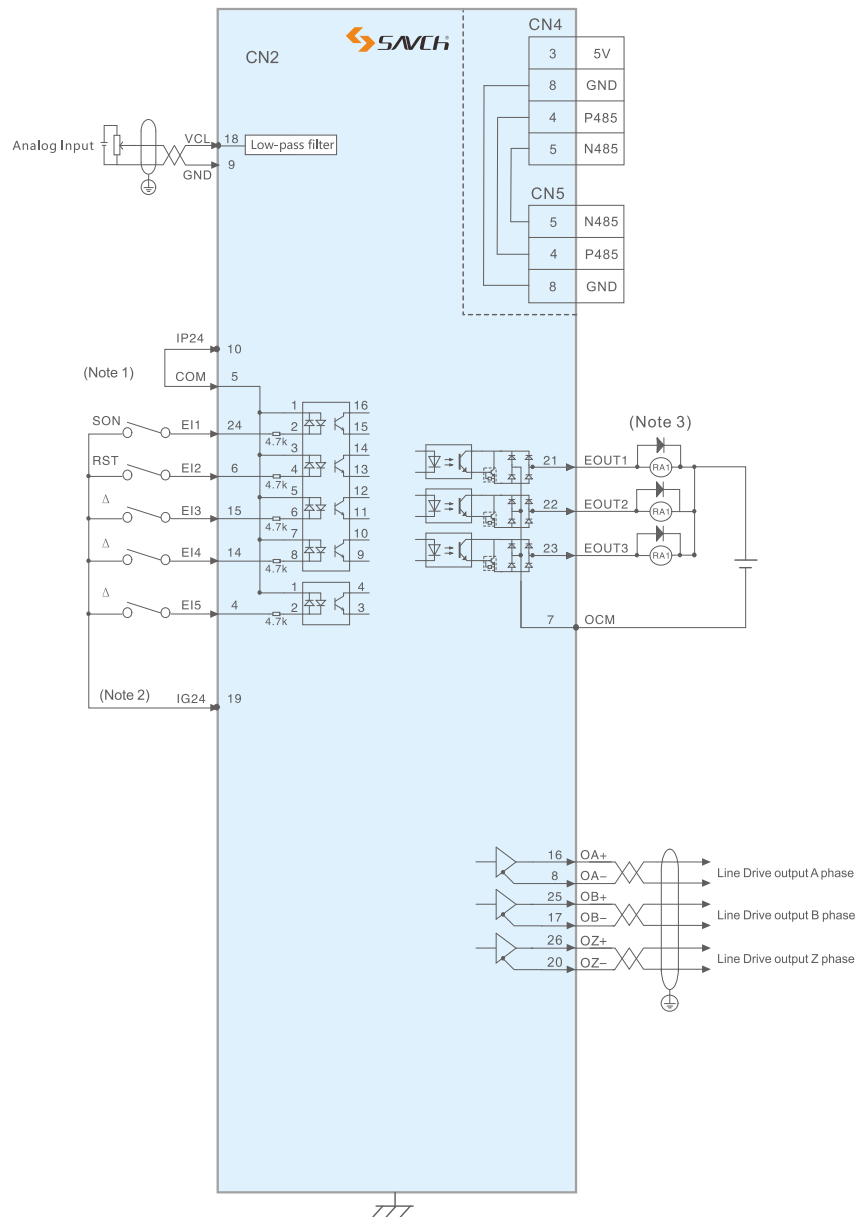 SAVCH
CN2
CN4
3 5V
8 GND
4 P485
5 N485
CN5
5 N485
4 P485
8 GND
Analog Input
VCL 18 Low-pass filter
GND 9
IP24 10
(Note 1)
COM 5
SON EI1 24 4.7k
RST EI2 6 4.7k
Δ EI3 15 4.7k
Δ EI4 14 4.7k
Δ EI5 4 4.7k
1 16
2 15
3 14
4 13
5 12
6 11
7 10
8 9
1 4
2 3
(Note 2) IG24 19
(Note 3)
21 EOUT1 RA1
22 EOUT2 RA1
23 EOUT3 RA1
7 OCM
16 OA+
8 OA−
Line Drive output A phase
25 OB+
17 OB−
Line Drive output B phase
26 OZ+
20 OZ−
Line Drive output Z phase